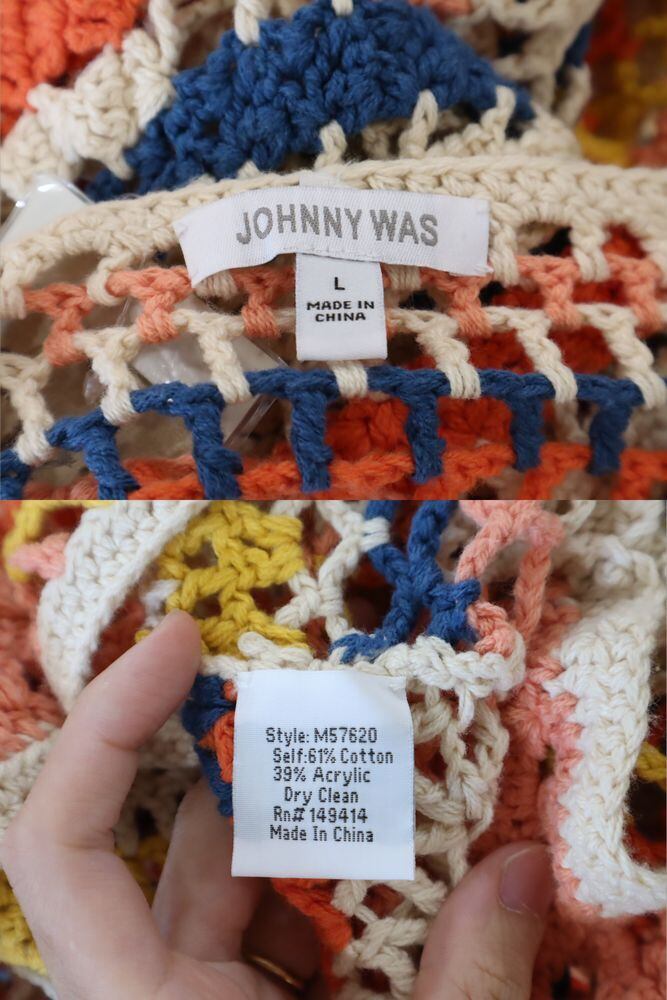 JOHNNY WAS
L
MADE IN
CHINA
Style: M57620
Self:61% Cotton
39% Acrylic
Dry Clean
Rn# 149414
Made In China